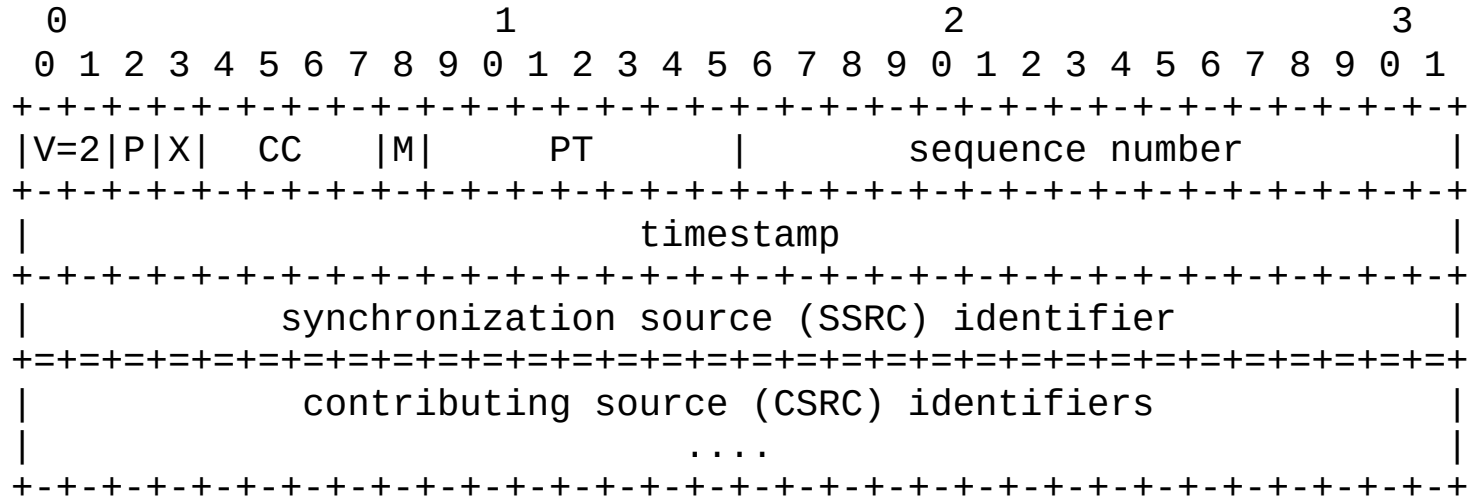 0                   1                   2                   3
 0 1 2 3 4 5 6 7 8 9 0 1 2 3 4 5 6 7 8 9 0 1 2 3 4 5 6 7 8 9 0 1
+-+-+-+-+-+-+-+-+-+-+-+-+-+-+-+-+-+-+-+-+-+-+-+-+-+-+-+-+-+-+-+-+
|V=2|P|X|  CC   |M|     PT      |       sequence number         |
+-+-+-+-+-+-+-+-+-+-+-+-+-+-+-+-+-+-+-+-+-+-+-+-+-+-+-+-+-+-+-+-+
|                           timestamp                           |
+-+-+-+-+-+-+-+-+-+-+-+-+-+-+-+-+-+-+-+-+-+-+-+-+-+-+-+-+-+-+-+-+
|           synchronization source (SSRC) identifier            |
+=+=+=+=+=+=+=+=+=+=+=+=+=+=+=+=+=+=+=+=+=+=+=+=+=+=+=+=+=+=+=+=+
|            contributing source (CSRC) identifiers             |
|                             ....                              |
+-+-+-+-+-+-+-+-+-+-+-+-+-+-+-+-+-+-+-+-+-+-+-+-+-+-+-+-+-+-+-+-+